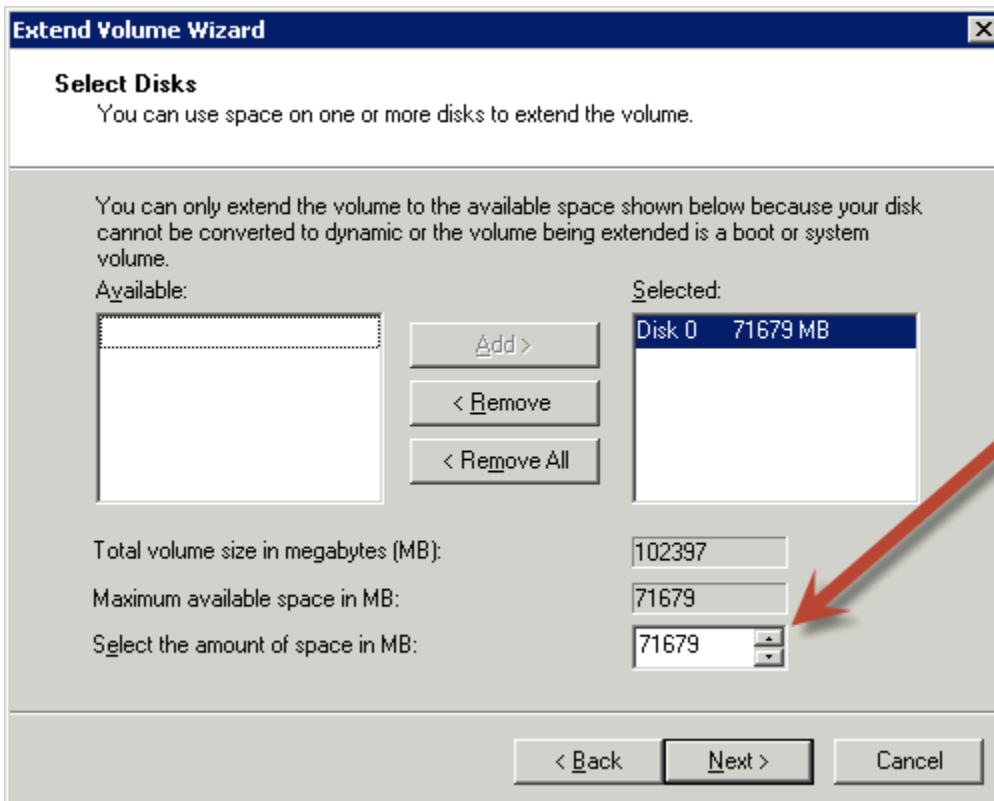 Extend Volume Wizard
Select Disks
You can use space on one or more disks to extend the volume.
You can only extend the volume to the available space shown below because your disk
cannot be converted to dynamic or the volume being extended is a boot or system
volume.
Available:
Selected:
Disk 0 71679 MB
Add >
< Remove
< Remove All
Total volume size in megabytes (MB): 102397
Maximum available space in MB: 71679
Select the amount of space in MB: 71679
< Back Next > Cancel